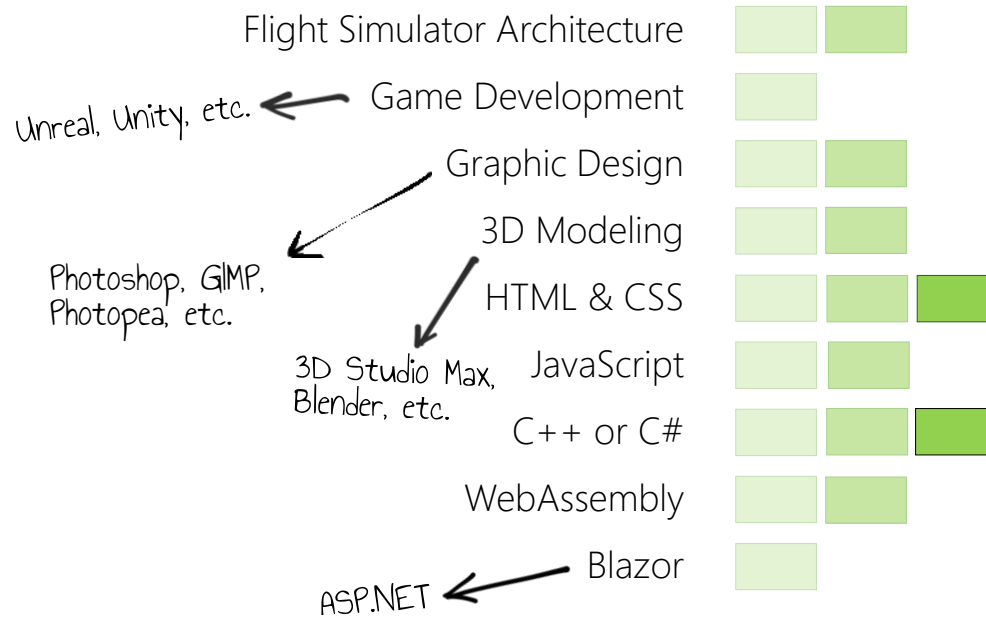 Flight Simulator Architecture
Game Development
Unreal, Unity, etc.
Graphic Design
3D Modeling
Photoshop, GIMP,
Photopea, etc.
HTML & CSS
3D Studio Max,
Blender, etc.
JavaScript
C++ or C#
WebAssembly
Blazor
ASP.NET